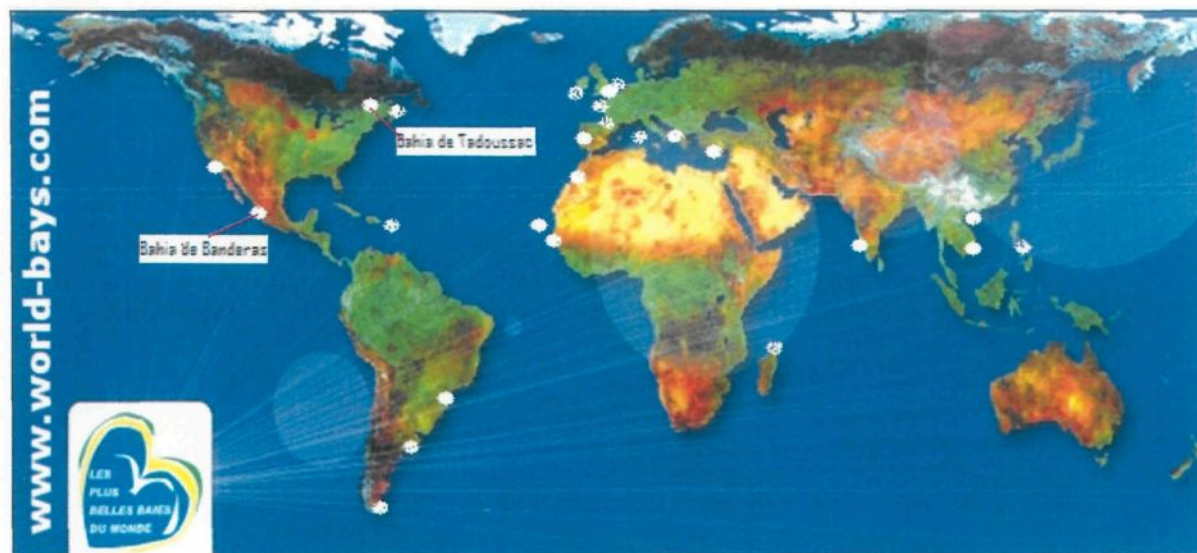 www.world-bays.com
Bahia de Tadoussac
Bahia de Banderas
LES
PLUS
BELLES BAIES
DU MONDE